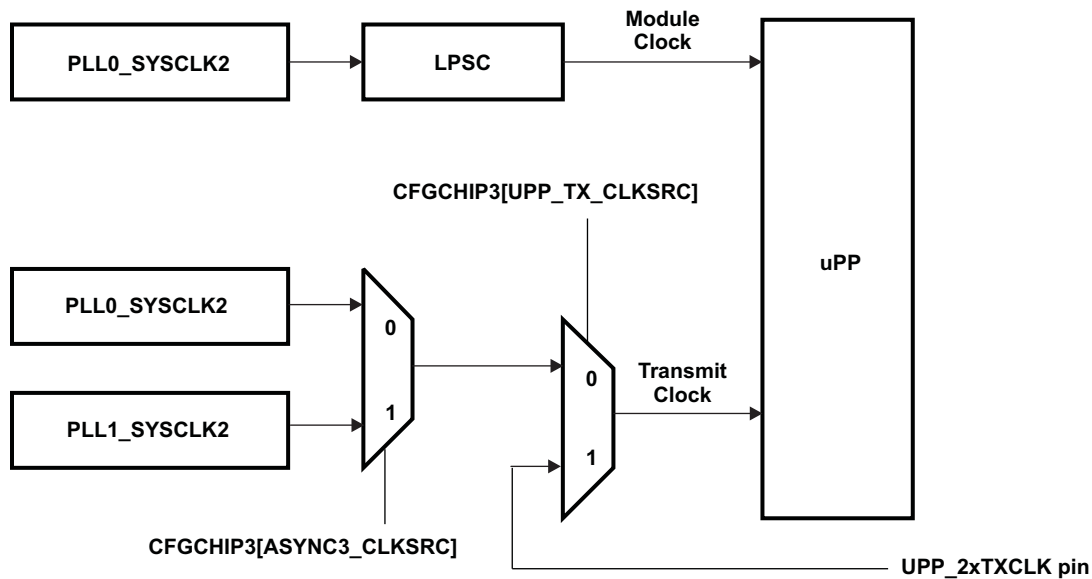 Module
Clock
PLL0_SYSCLK2
LPSC
CFGCHIP3[UPP_TX_CLKSRC]
uPP
PLL0_SYSCLK2
0
0
Transmit
Clock
1
PLL1_SYSCLK2
1
CFGCHIP3[ASYNC3_CLKSRC]
UPP_2xTXCLK pin